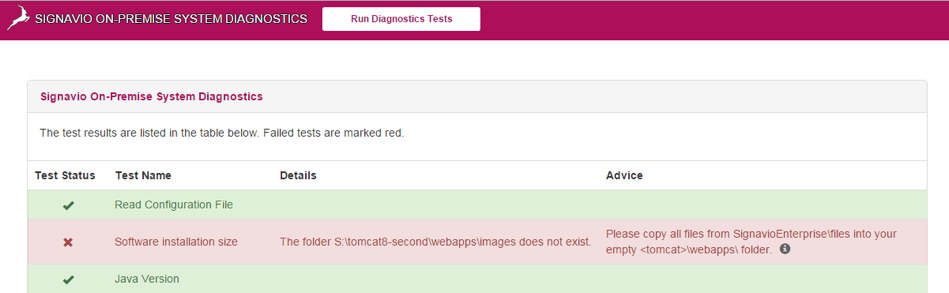 SIGNAVIO ON-PREMISE SYSTEM DIAGNOSTICS Run Diagnostics Tests
Signavio On-Premise System Diagnostics
The test results are listed in the table below. Failed tests are marked red.
Test Status Test Name Details Advice
Read Configuration File
Software installation size The folder S:\tomcat8-second\webapps\images does not exist. Please copy all files from SignavioEnterprise\files into your
empty <tomcat>\webapps\ folder.
Java Version